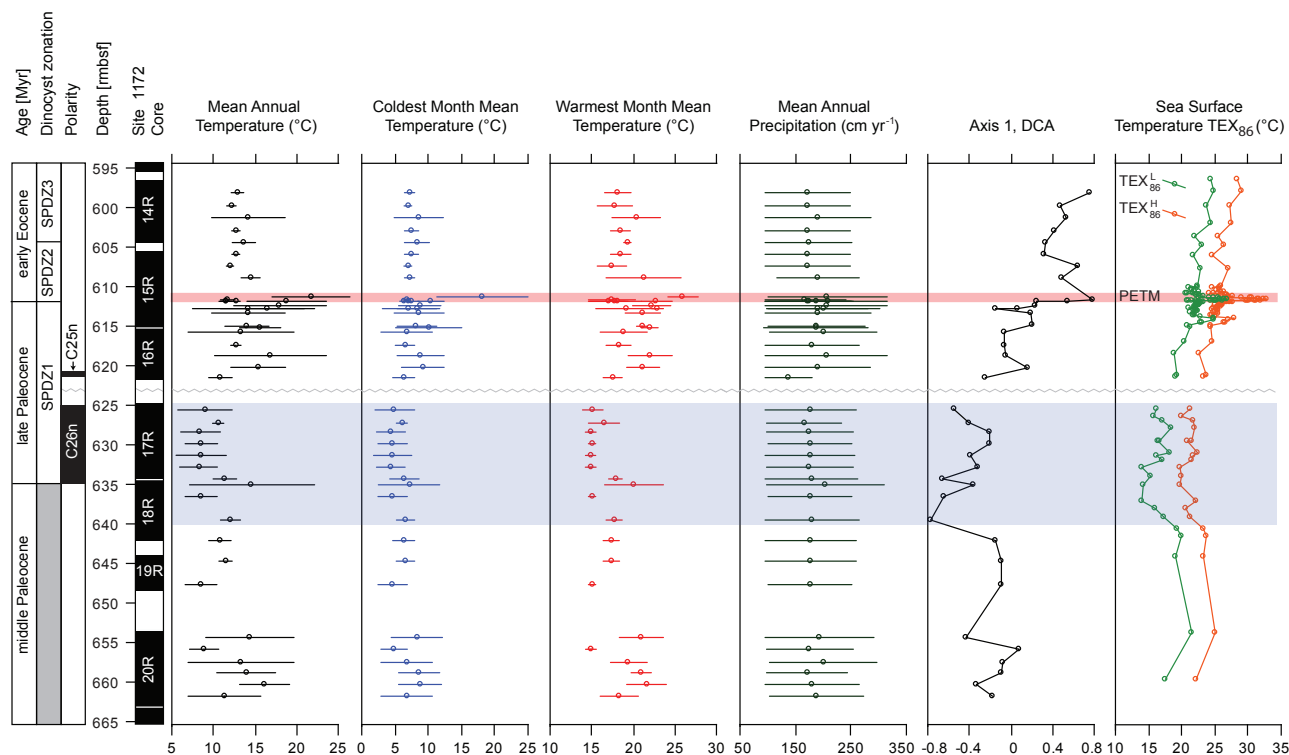 Age [Myr]
Dinocyst zonation
Polarity
Depth [rmbsf]
Site 1172
Core
Mean Annual
Temperature (°C)
Coldest Month Mean
Temperature (°C)
Warmest Month Mean
Temperature (°C)
Mean Annual
Precipitation (cm yr⁻¹)
Axis 1, DCA
Sea Surface
Temperature TEX₈₆ (°C)
early Eocene
late Paleocene
middle Paleocene
SPDZ3
SPDZ2
SPDZ1
C25n
C26n
595
600
605
610
615
620
625
630
635
640
645
650
655
660
665
14R
15R
16R
17R
18R
19R
20R
TEX₈₆ᴸ
TEX₈₆ᴴ
PETM
5 10 15 20 25
0 5 10 15 20 25
10 15 20 25 30
50 150 250 350
-0.8 -0.4 0 0.4 0.8
10 15 20 25 30 35